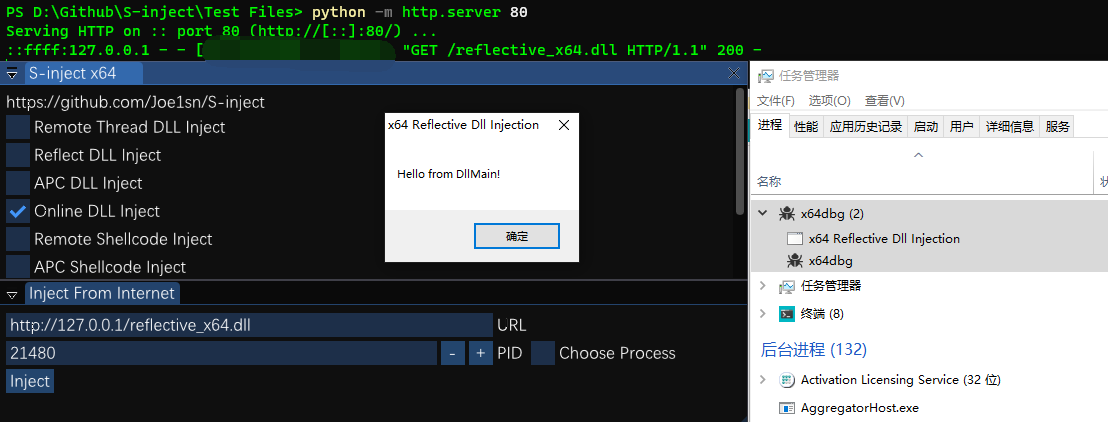 PS D:\Github\S-inject\Test Files> python -m http.server 80
Serving HTTP on :: port 80 (http://[::]:80/) ...
::ffff:127.0.0.1 - - [ "GET /reflective_x64.dll HTTP/1.1" 200 -
S-inject x64
https://github.com/Joe1sn/S-inject
Remote Thread DLL Inject
Reflect DLL Inject
APC DLL Inject
Online DLL Inject
Remote Shellcode Inject
APC Shellcode Inject
Inject From Internet
http://127.0.0.1/reflective_x64.dll URL
21480 - + PID Choose Process
Inject
x64 Reflective Dll Injection
Hello from DllMain!
确定
任务管理器
文件(F) 选项(O) 查看(V)
进程 性能 应用历史记录 启动 用户 详细信息 服务
名称
x64dbg (2)
x64 Reflective Dll Injection
x64dbg
任务管理器
终端 (8)
后台进程 (132)
Activation Licensing Service (32 位)
AggregatorHost.exe